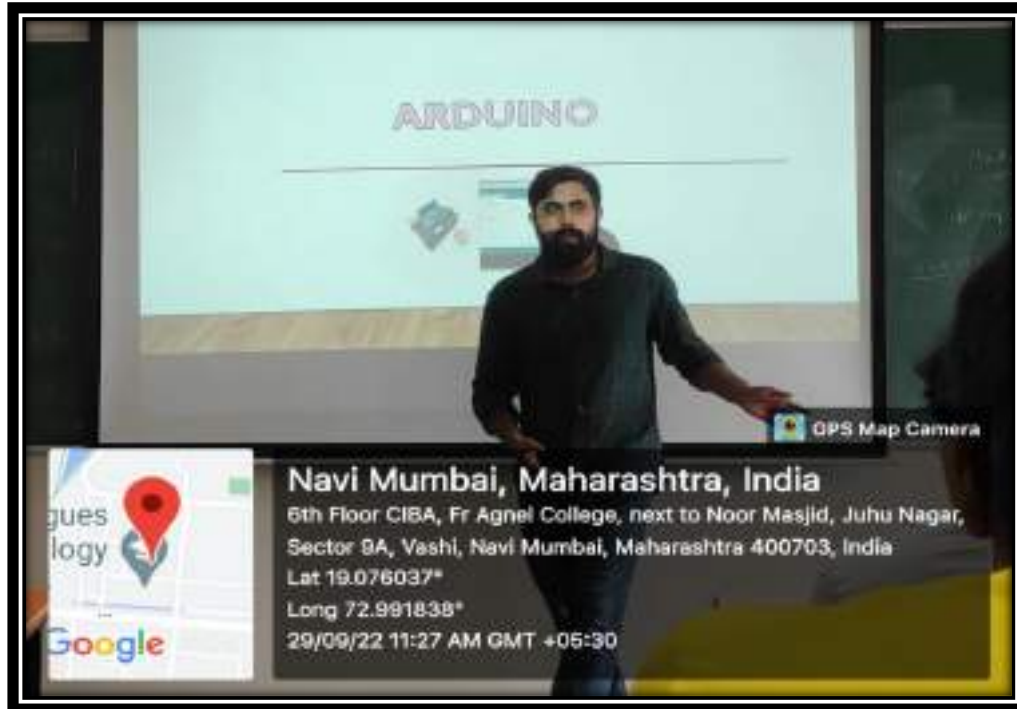 ARDUINO
GPS Map Camera
Navi Mumbai, Maharashtra, India
6th Floor CIBA, Fr Agnel College, next to Noor Masjid, Juhu Nagar,
Sector 9A, Vashi, Navi Mumbai, Maharashtra 400703, India
Lat 19.076037°
Long 72.991838°
29/09/22 11:27 AM GMT +05:30
gues
logy
Google